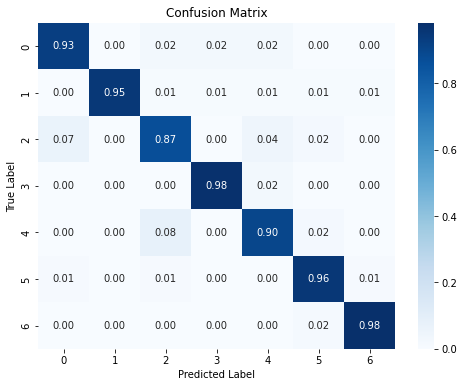 Confusion Matrix
0 0.93 0.00 0.02 0.02 0.02 0.00 0.00
1 0.00 0.95 0.01 0.01 0.01 0.01 0.01
2 0.07 0.00 0.87 0.00 0.04 0.02 0.00
3 0.00 0.00 0.00 0.98 0.02 0.00 0.00
4 0.00 0.00 0.08 0.00 0.90 0.02 0.00
5 0.01 0.00 0.01 0.00 0.00 0.96 0.01
6 0.00 0.00 0.00 0.00 0.00 0.02 0.98
0 1 2 3 4 5 6
True Label
Predicted Label
0.8
0.6
0.4
0.2
0.0